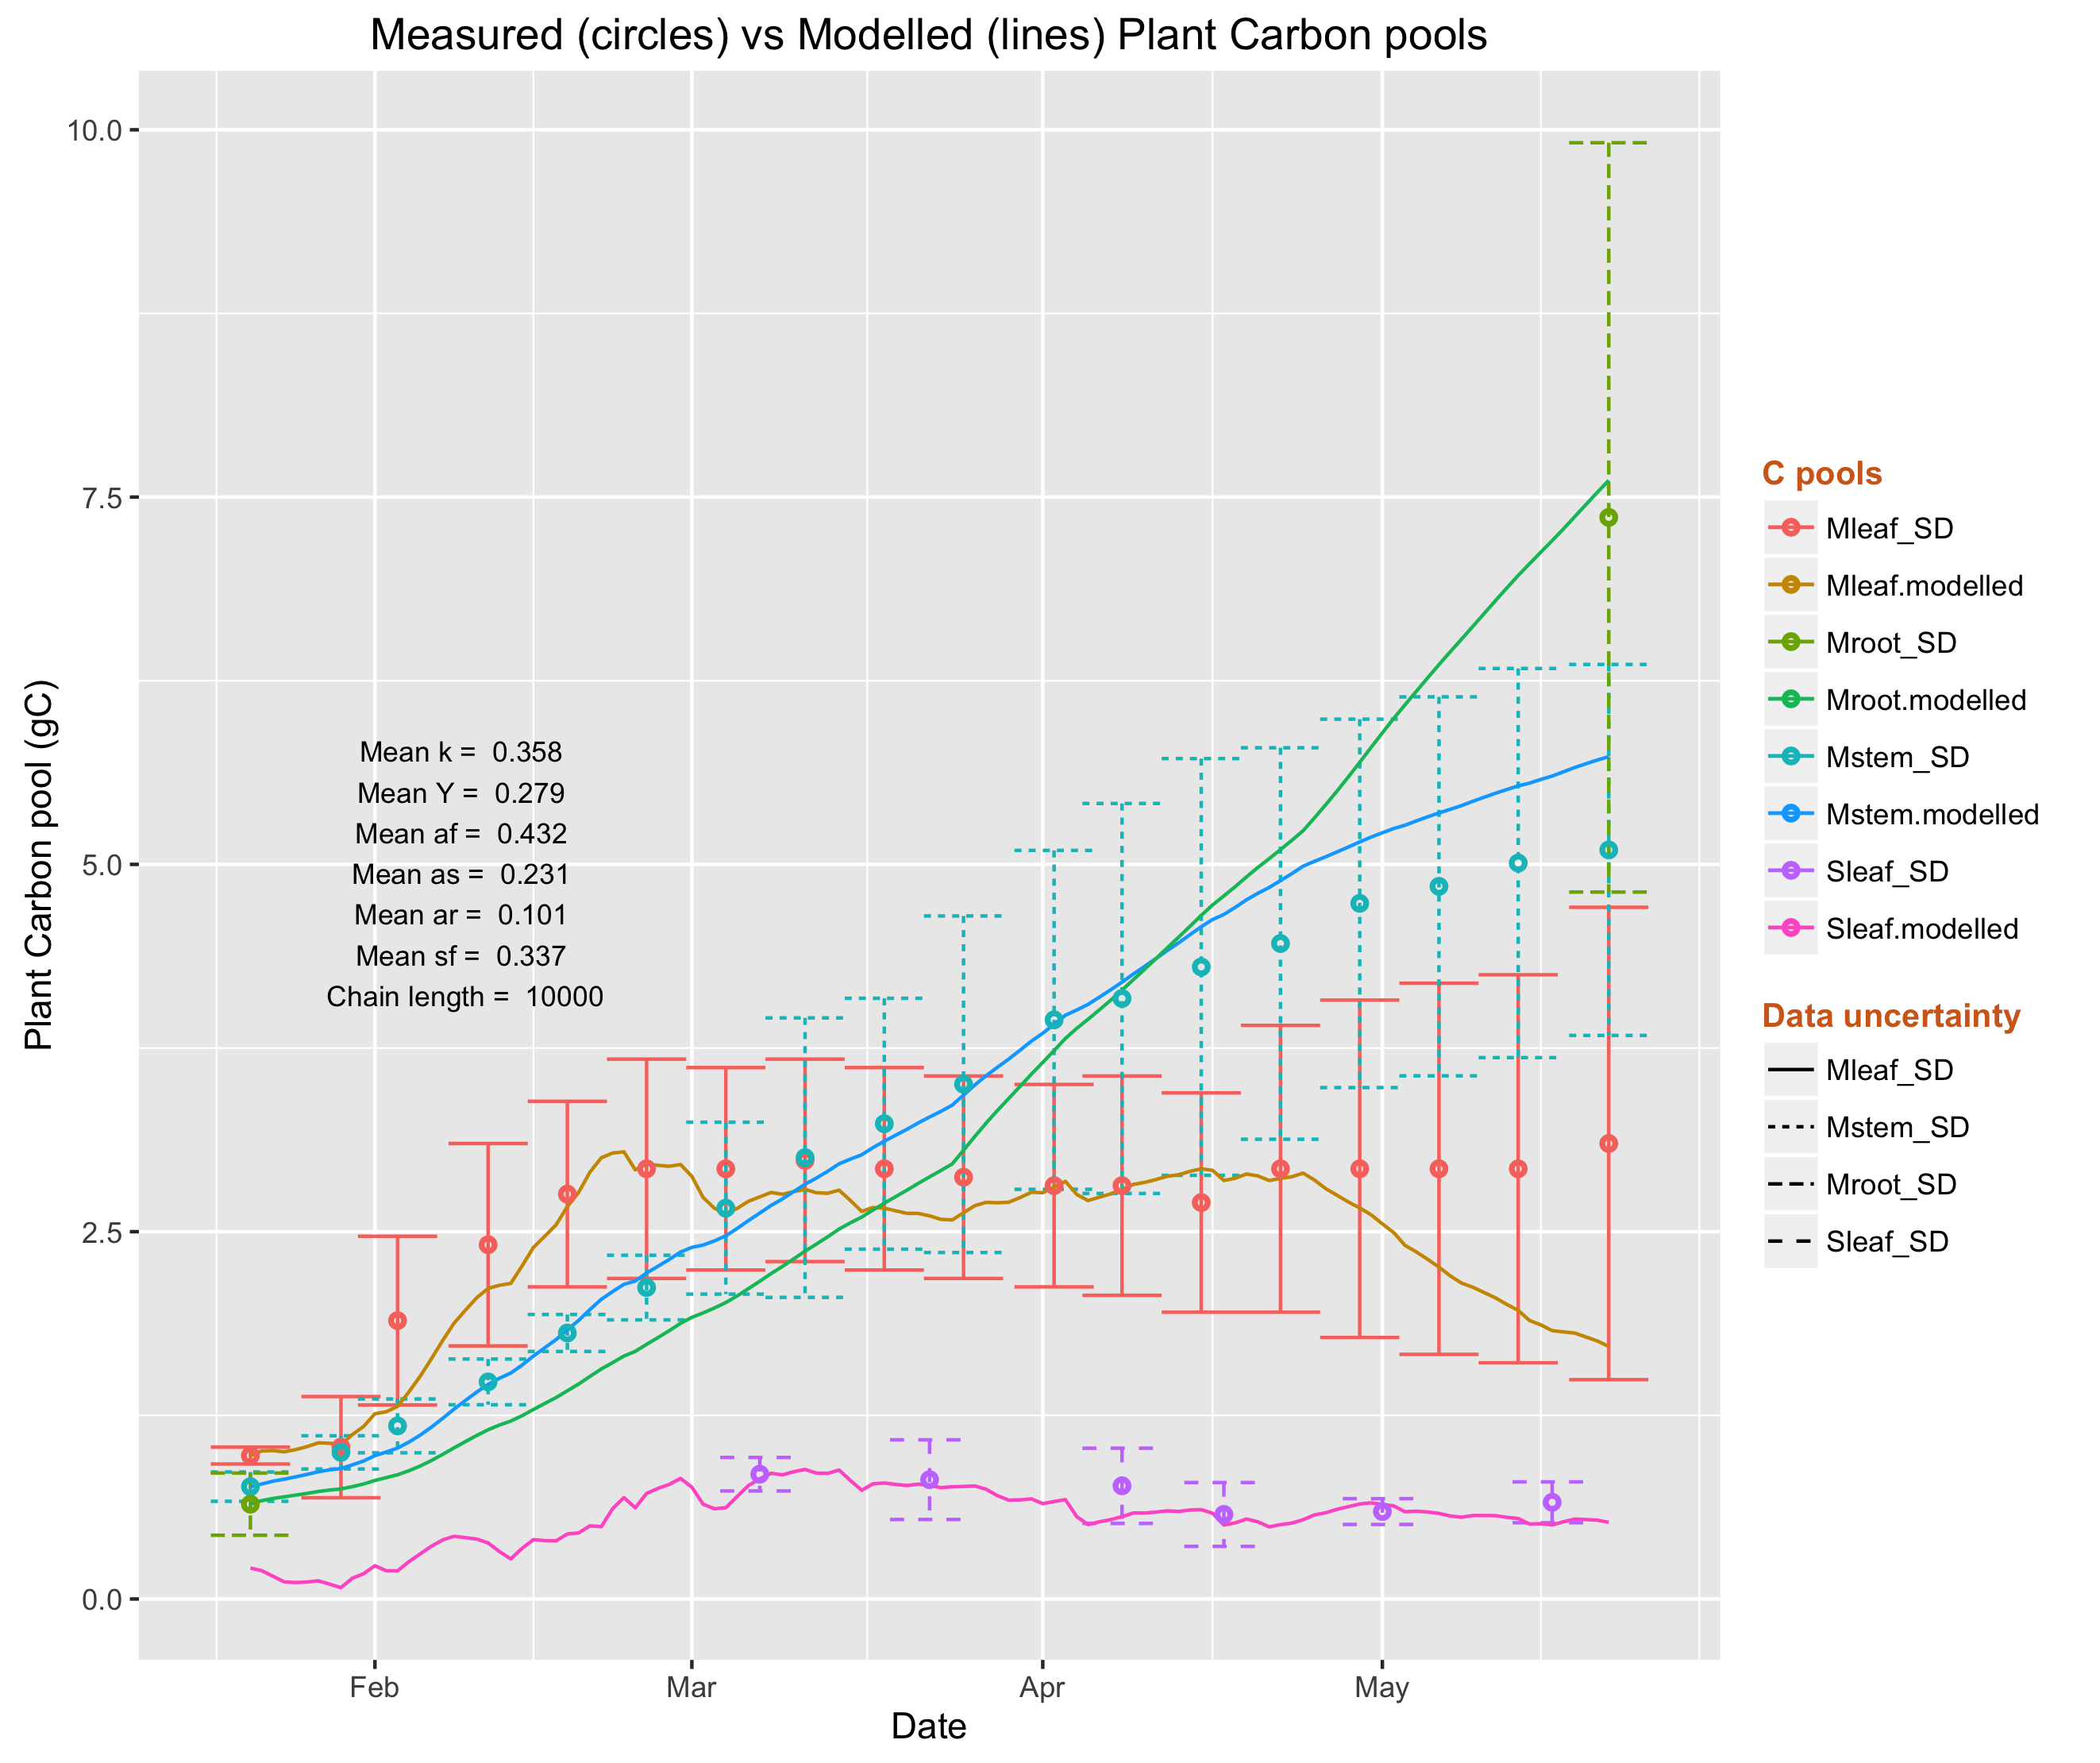 Measured (circles) vs Modelled (lines) Plant Carbon pools
Plant Carbon pool (gC)
10.0
7.5
5.0
2.5
0.0
Mean k = 0.358
Mean Y = 0.279
Mean af = 0.432
Mean as = 0.231
Mean ar = 0.101
Mean sf = 0.337
Chain length = 10000
Feb
Mar
Apr
May
Date
C pools
Mleaf_SD
Mleaf.modelled
Mroot_SD
Mroot.modelled
Mstem_SD
Mstem.modelled
Sleaf_SD
Sleaf.modelled
Data uncertainty
Mleaf_SD
Mstem_SD
Mroot_SD
Sleaf_SD